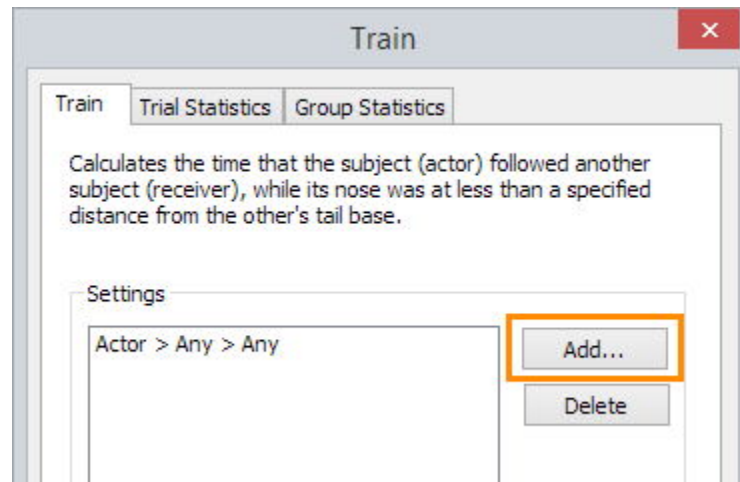 Train
Train Trial Statistics Group Statistics
Calculates the time that the subject (actor) followed another
subject (receiver), while its nose was at less than a specified
distance from the other's tail base.
Settings
Actor > Any > Any
Add...
Delete